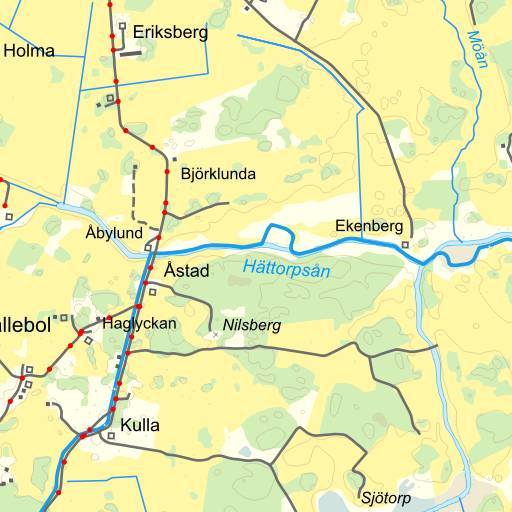 Eriksberg
Holma
Möån
Björklunda
Åbylund
Ekenberg
Åstad
Hättorpsån
allebol
Haglyckan
Nilsberg
Kulla
Sjötorp